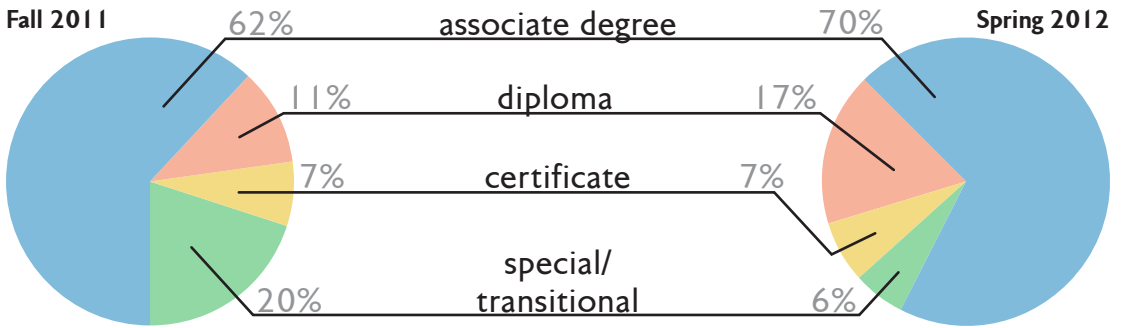 Fall 2011 62% associate degree 70% Spring 2012
11% diploma 17%
7% certificate 7%
special/
20% transitional 6%